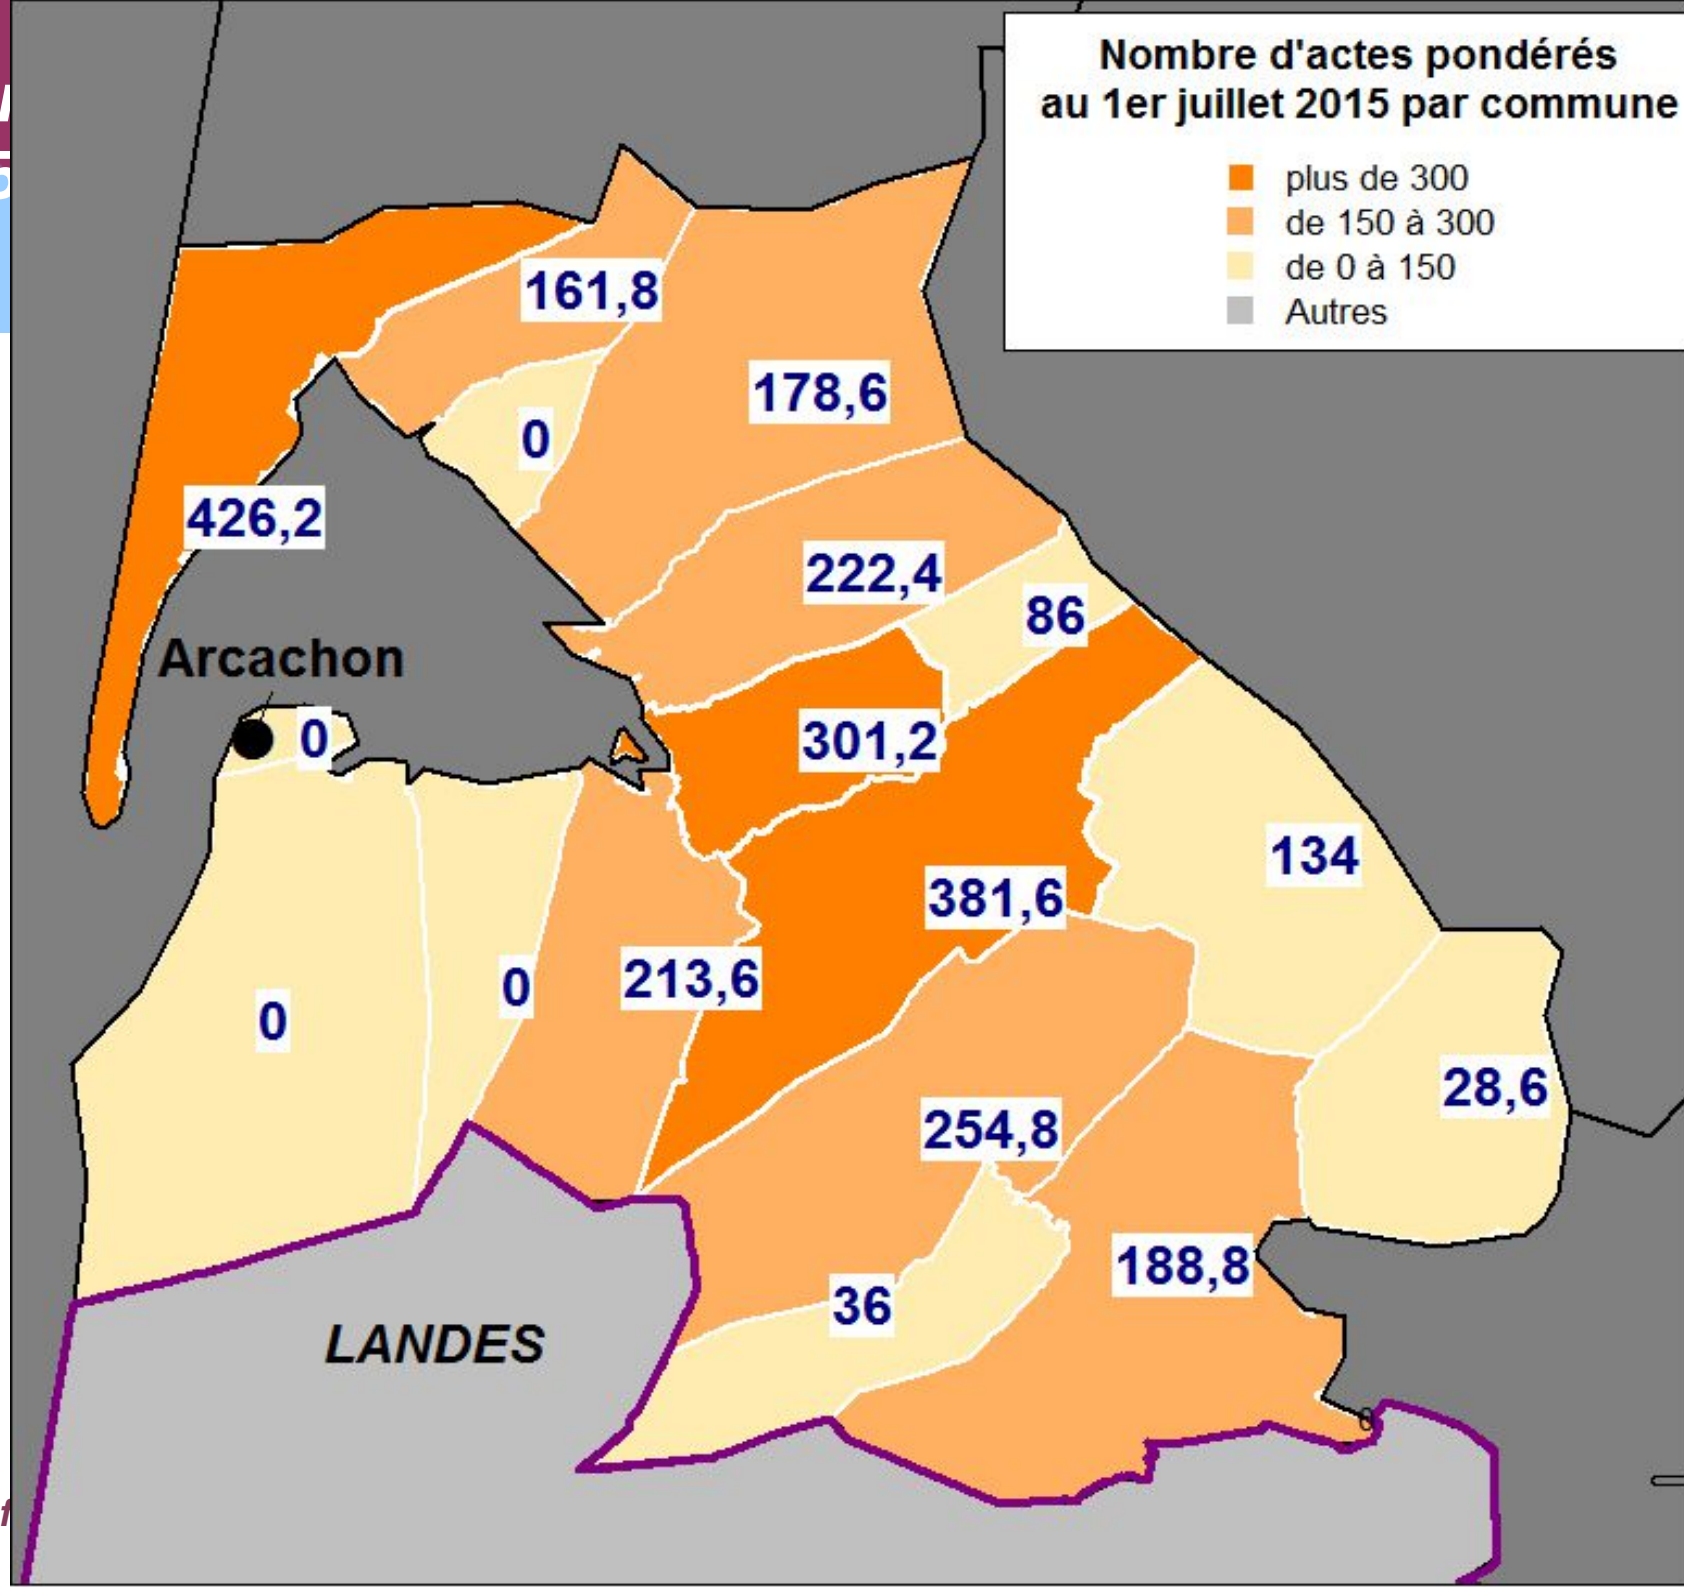 Nombre d'actes pondérés
au 1er juillet 2015 par commune
plus de 300
de 150 à 300
de 0 à 150
Autres
161,8
178,6
0
426,2
222,4
86
Arcachon
0
301,2
134
381,6
213,6
0
0
28,6
254,8
188,8
36
LANDES
0